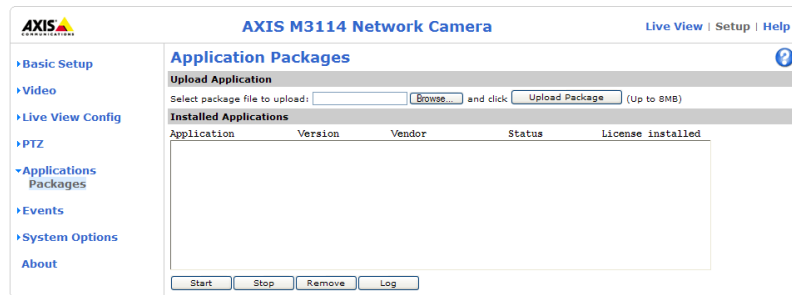 AXIS
COMMUNICATIONS
AXIS M3114 Network Camera
Live View | Setup | Help
Basic Setup
Video
Live View Config
PTZ
Applications
Packages
Events
System Options
About
Application Packages
?
Upload Application
Select package file to upload: Browse... and click Upload Package (Up to 8MB)
Installed Applications
Application Version Vendor Status License installed
Start Stop Remove Log